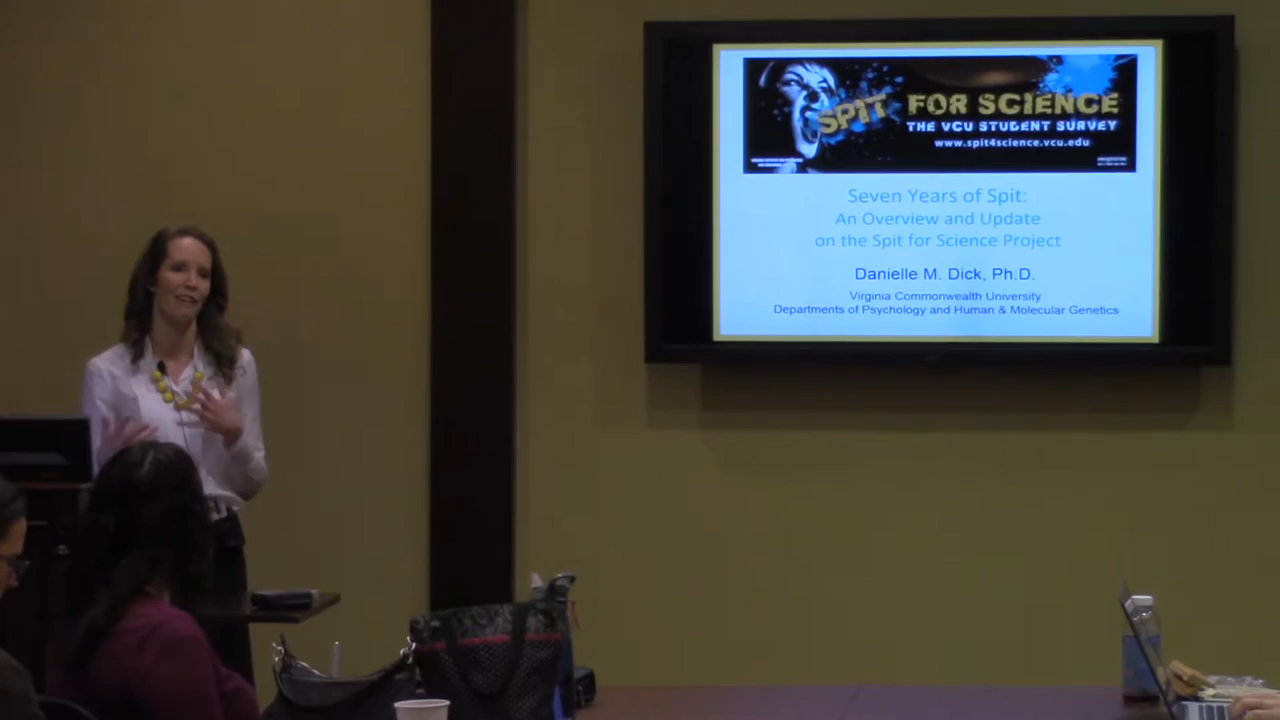 SPIT FOR SCIENCE
THE VCU STUDENT SURVEY
www.spit4science.vcu.edu
Seven Years of Spit:
An Overview and Update
on the Spit for Science Project
Danielle M. Dick, Ph.D.
Virginia Commonwealth University
Departments of Psychology and Human & Molecular Genetics